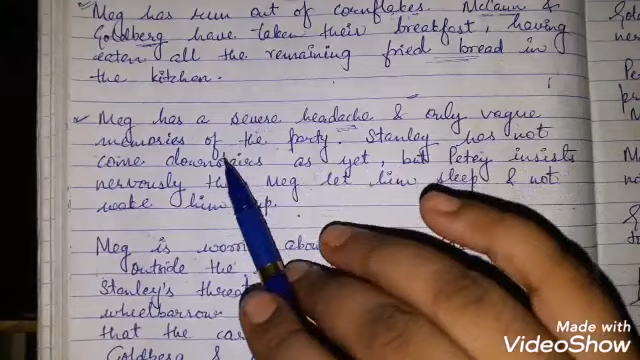 Meg has run out of cornflakes. McCann &
Goldberg have taken their breakfast, having
eaten all the remaining fried bread in
the kitchen.
Meg has a severe headache & only vague
memories of the party. Stanley has not
come downstairs as yet, but Petey insists
nervously Meg let him sleep & not
wake him up.
Meg is
outside the
Stanley's
wheelbarrow
that the
Goldberg &
Made with
VideoShow